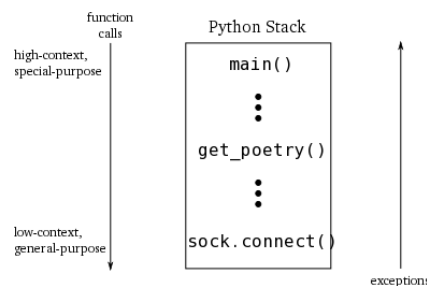 function
calls
Python Stack
high-context,
special-purpose
main()
get_poetry()
low-context,
general-purpose
sock.connect()
exceptions